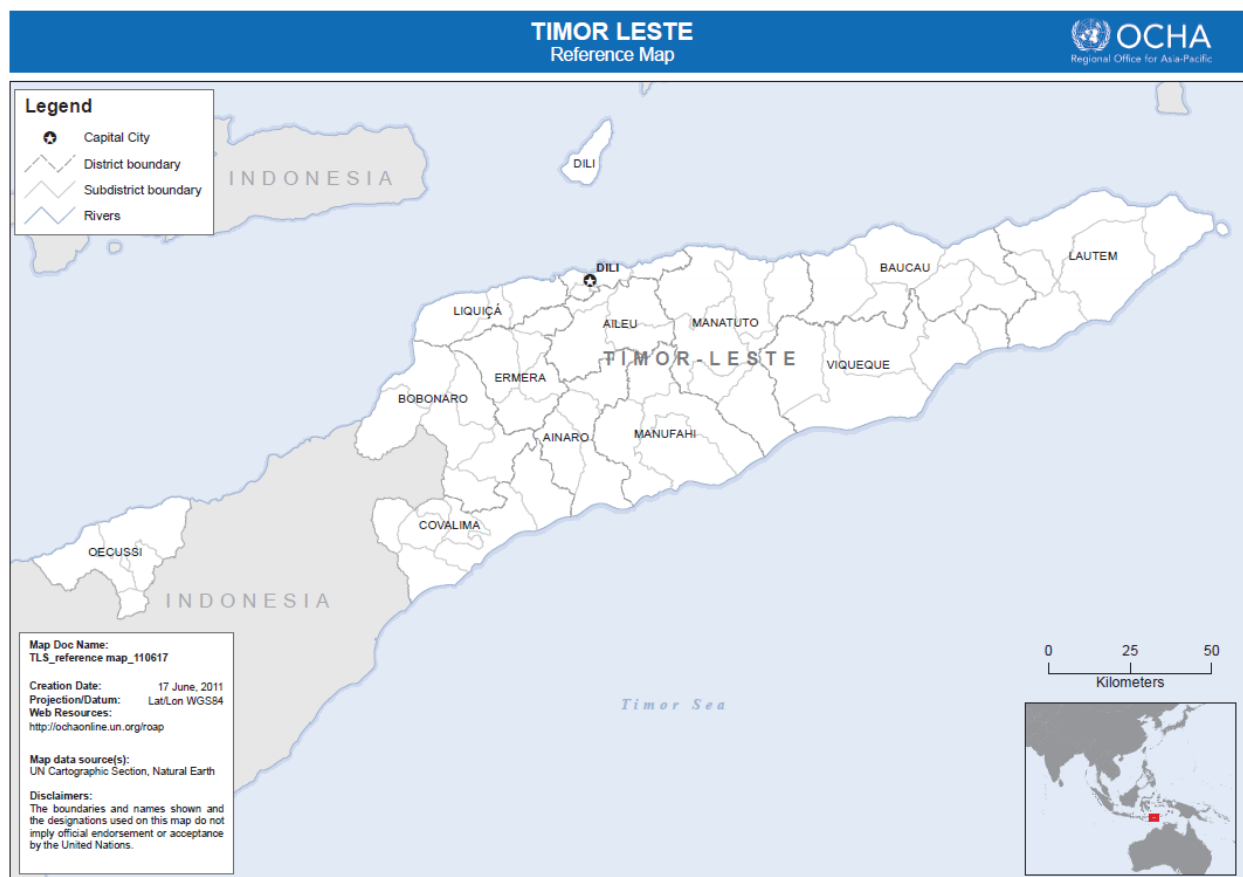 TIMOR LESTE
Reference Map
OCHA
Regional Office for Asia-Pacific
Legend
Capital City
District boundary
Subdistrict boundary
Rivers
INDONESIA
DILI
DILI
LAUTEM
BAUCAU
LIQUIÇÁ
AILEU
MANATUTO
TIMOR-LESTE
VIQUEQUE
ERMERA
BOBONARO
AINARO
MANUFAHI
COVALIMA
OECUSSI
INDONESIA
Timor Sea
Map Doc Name:
TLS_reference map_110617
Creation Date: 17 June, 2011
Projection/Datum: Lat/Lon WGS84
Web Resources:
http://ochaonline.un.org/roap
Map data source(s):
UN Cartographic Section, Natural Earth
Disclaimers:
The boundaries and names shown and
the designations used on this map do not
imply official endorsement or acceptance
by the United Nations.
0 25 50
Kilometers